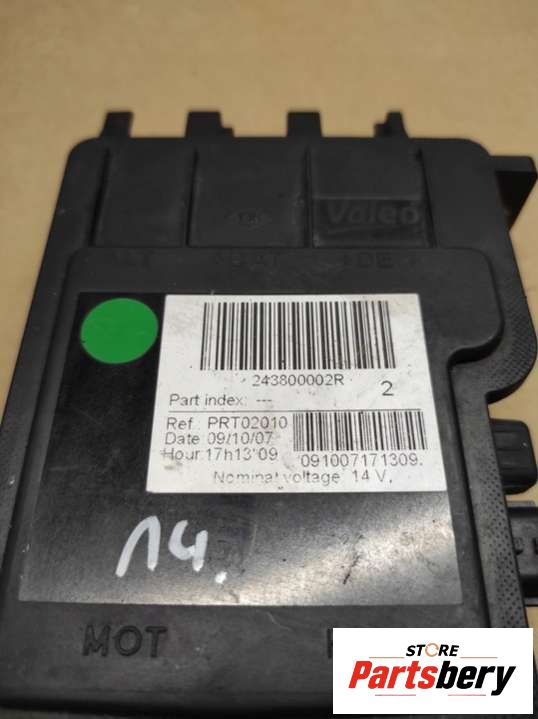 Valeo
243800002R
2
Part index: ---
Ref.: PRT02010
Date: 09/10/07
Hour:17h13'09
091007171309.
Nominal voltage: 14 V.
14.
MOT
STORE
Partsbery